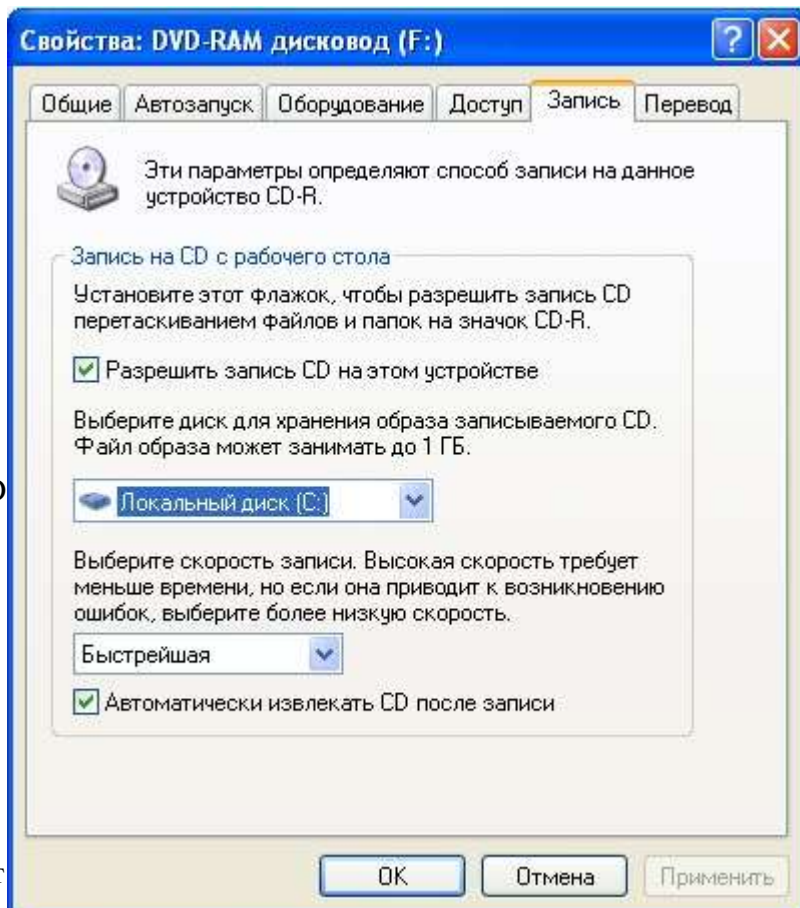 Свойства: DVD-RAM дисковод (F:)
Общие Автозапуск Оборудование Доступ Запись Перевод
Эти параметры определяют способ записи на данное
устройство CD-R.
Запись на CD с рабочего стола
Установите этот флажок, чтобы разрешить запись CD
перетаскиванием файлов и папок на значок CD-R.
Разрешить запись CD на этом устройстве
Выберите диск для хранения образа записываемого CD.
Файл образа может занимать до 1 ГБ.
Локальный диск (C:)
Выберите скорость записи. Высокая скорость требует
меньше времени, но если она приводит к возникновению
ошибок, выберите более низкую скорость.
Быстрейшая
Автоматически извлекать CD после записи
OK Отмена Применить